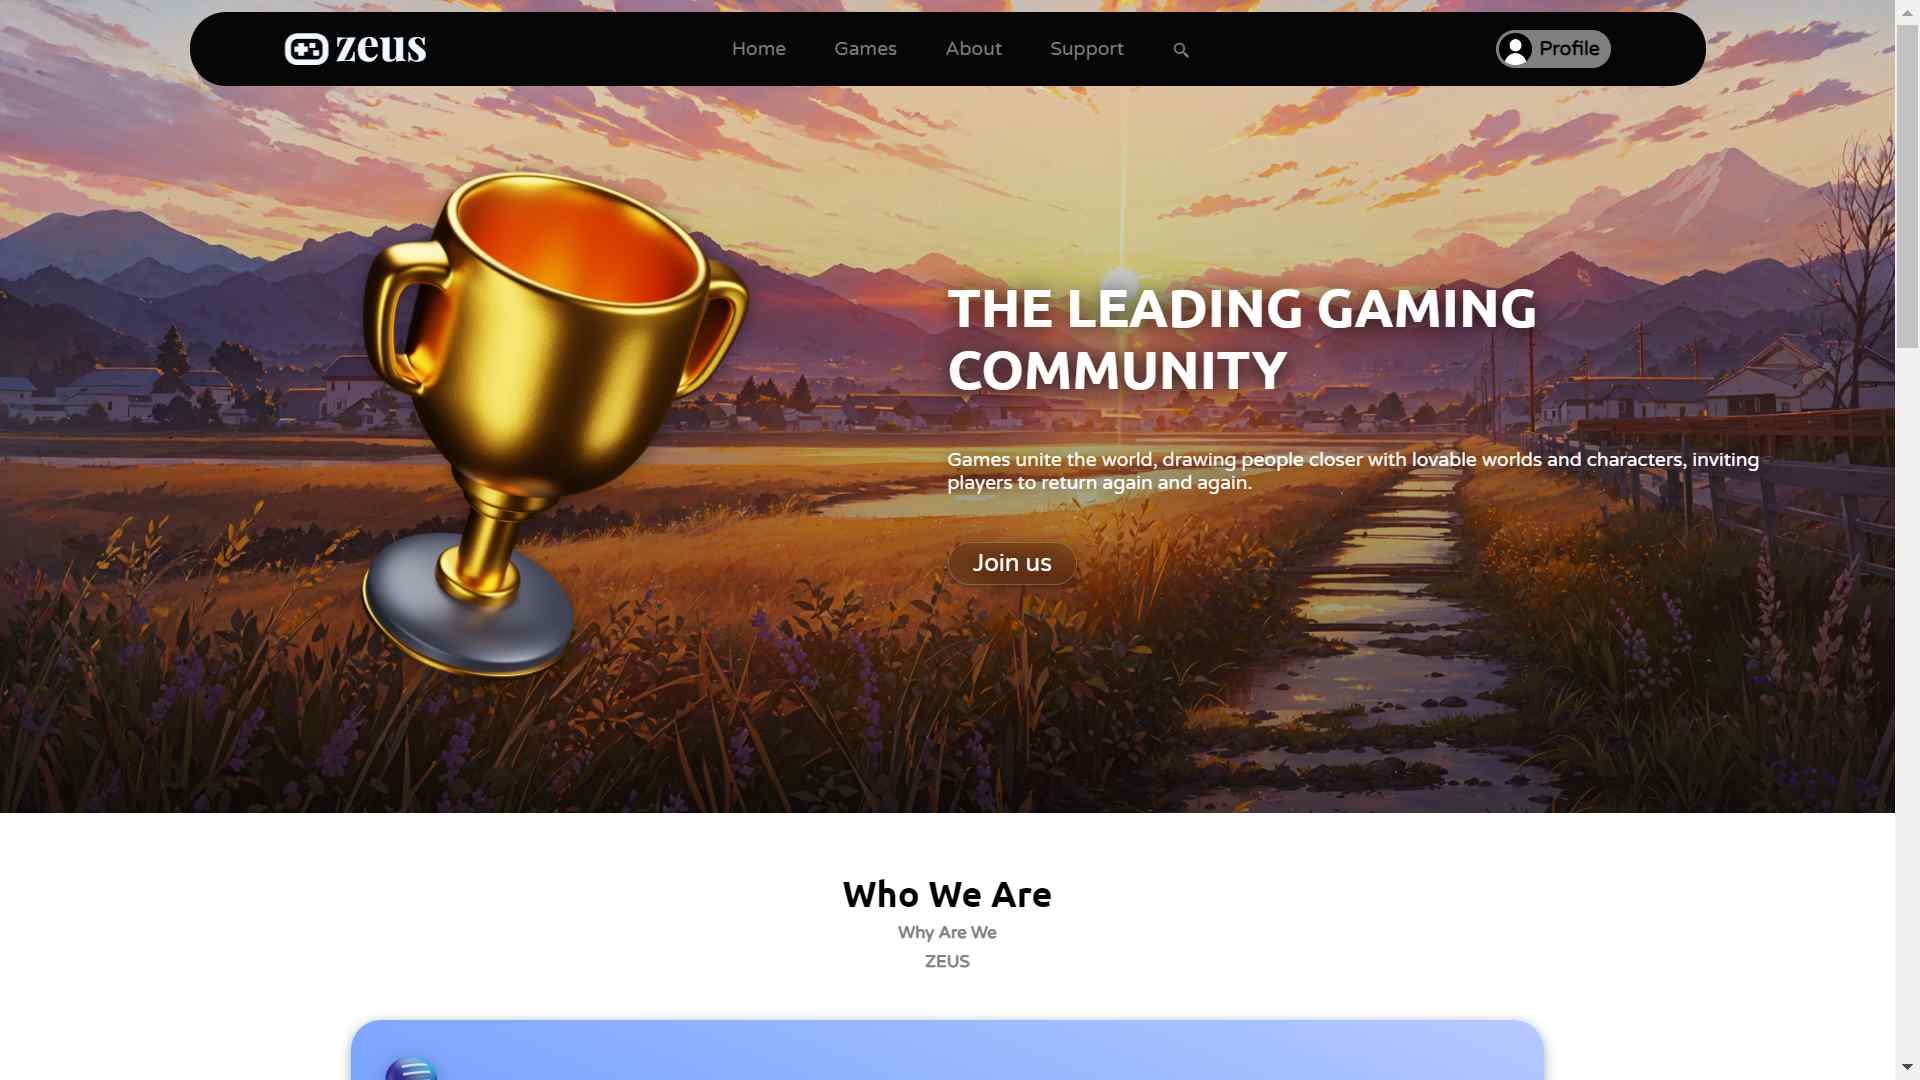 zeus
Home
Games
About
Support
Profile
THE LEADING GAMING
COMMUNITY
Games unite the world, drawing people closer with lovable worlds and characters, inviting
players to return again and again.
Join us
Who We Are
Why Are We
ZEUS